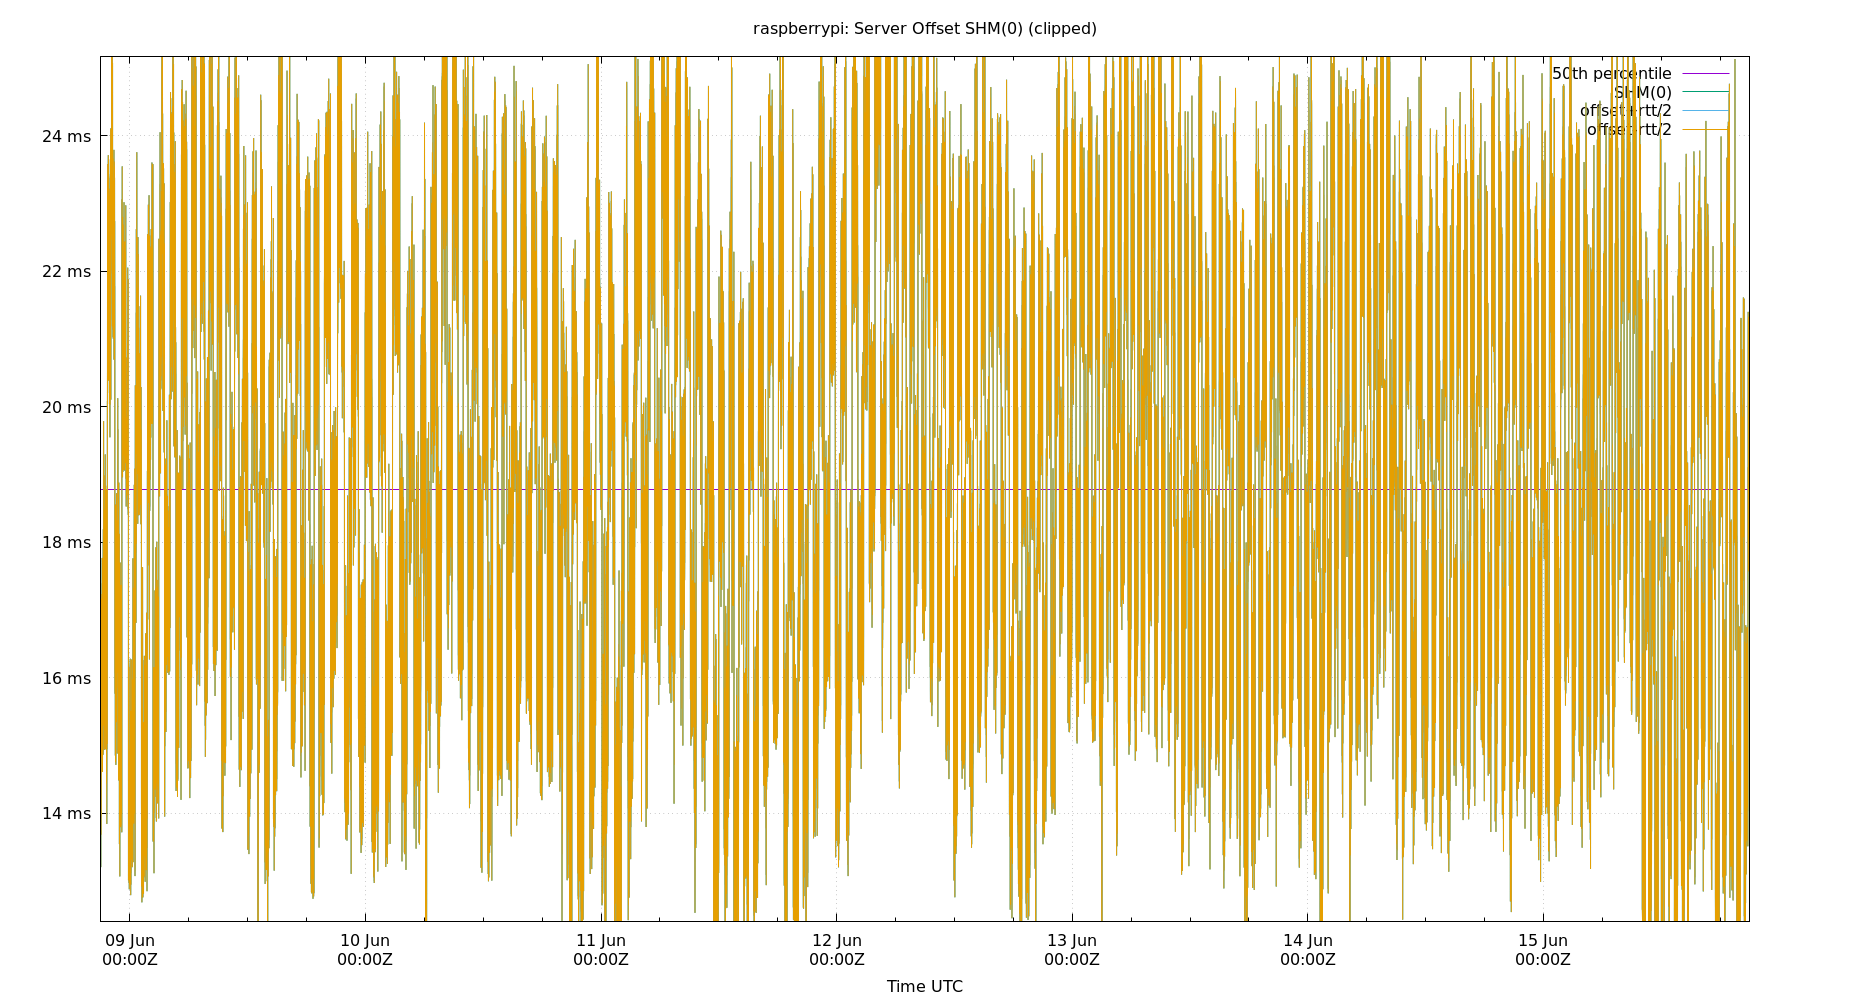 raspberrypi: Server Offset SHM(0) (clipped)
50th percentile
SHM(0)
offset+rtt/2
offset-rtt/2
24 ms
22 ms
20 ms
18 ms
16 ms
14 ms
09 Jun
00:00Z
10 Jun
00:00Z
11 Jun
00:00Z
12 Jun
00:00Z
13 Jun
00:00Z
14 Jun
00:00Z
15 Jun
00:00Z
Time UTC